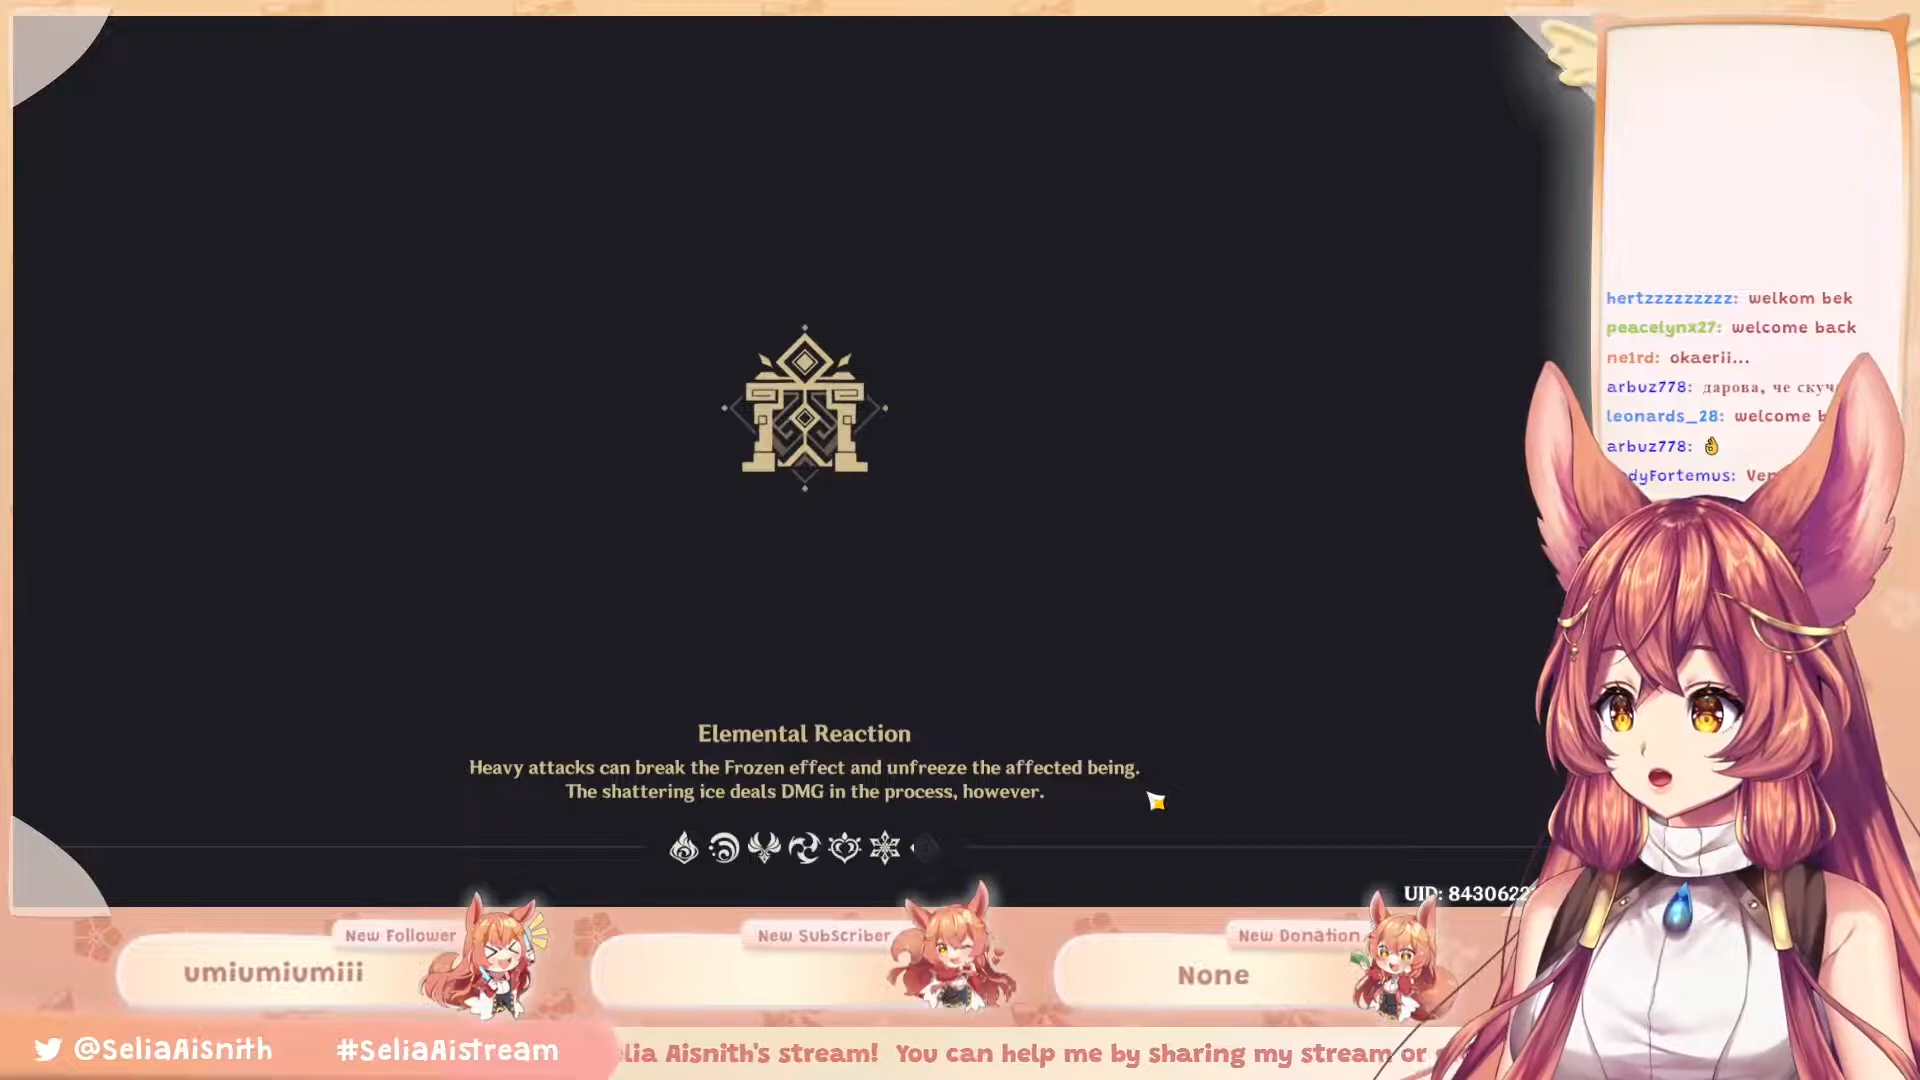 hertzzzzzzzzz: welkom bek
peacelynx27: welcome back
ne1rd: okaerii...
arbuz778: дарова, че скуч
leonards_28: welcome b
arbuz778: 👌
dyFortemus: Ver
Elemental Reaction
Heavy attacks can break the Frozen effect and unfreeze the affected being.
The shattering ice deals DMG in the process, however.
UID: 8430622
New Follower
umiumiumiii
New Subscriber
New Donation
None
@SeliaAisnith
#SeliaAistream
elia Aisnith's stream! You can help me by sharing my stream or